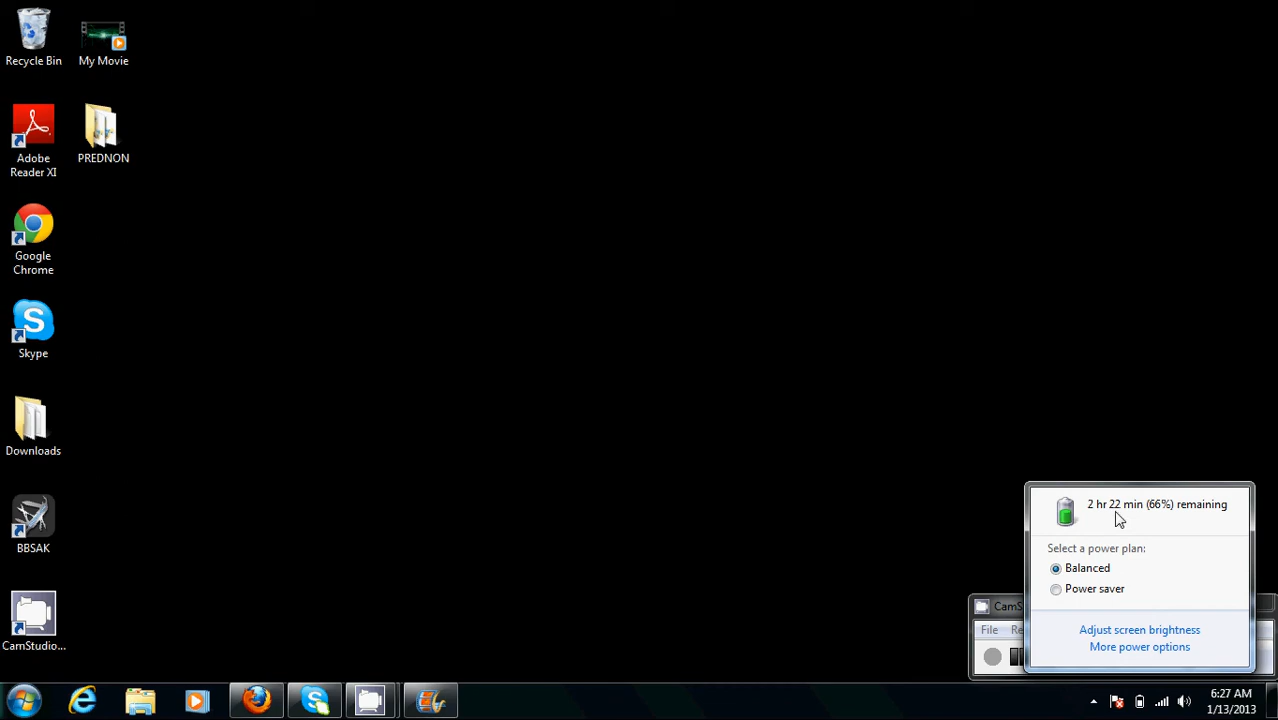 Recycle Bin
My Movie
Adobe
Reader XI
PREDNON
Google
Chrome
Skype
Downloads
BBSAK
CamStudio...
2 hr 22 min (66%) remaining
Select a power plan:
Balanced
Power saver
Adjust screen brightness
More power options
CamS
File Re
6:27 AM
1/13/2013